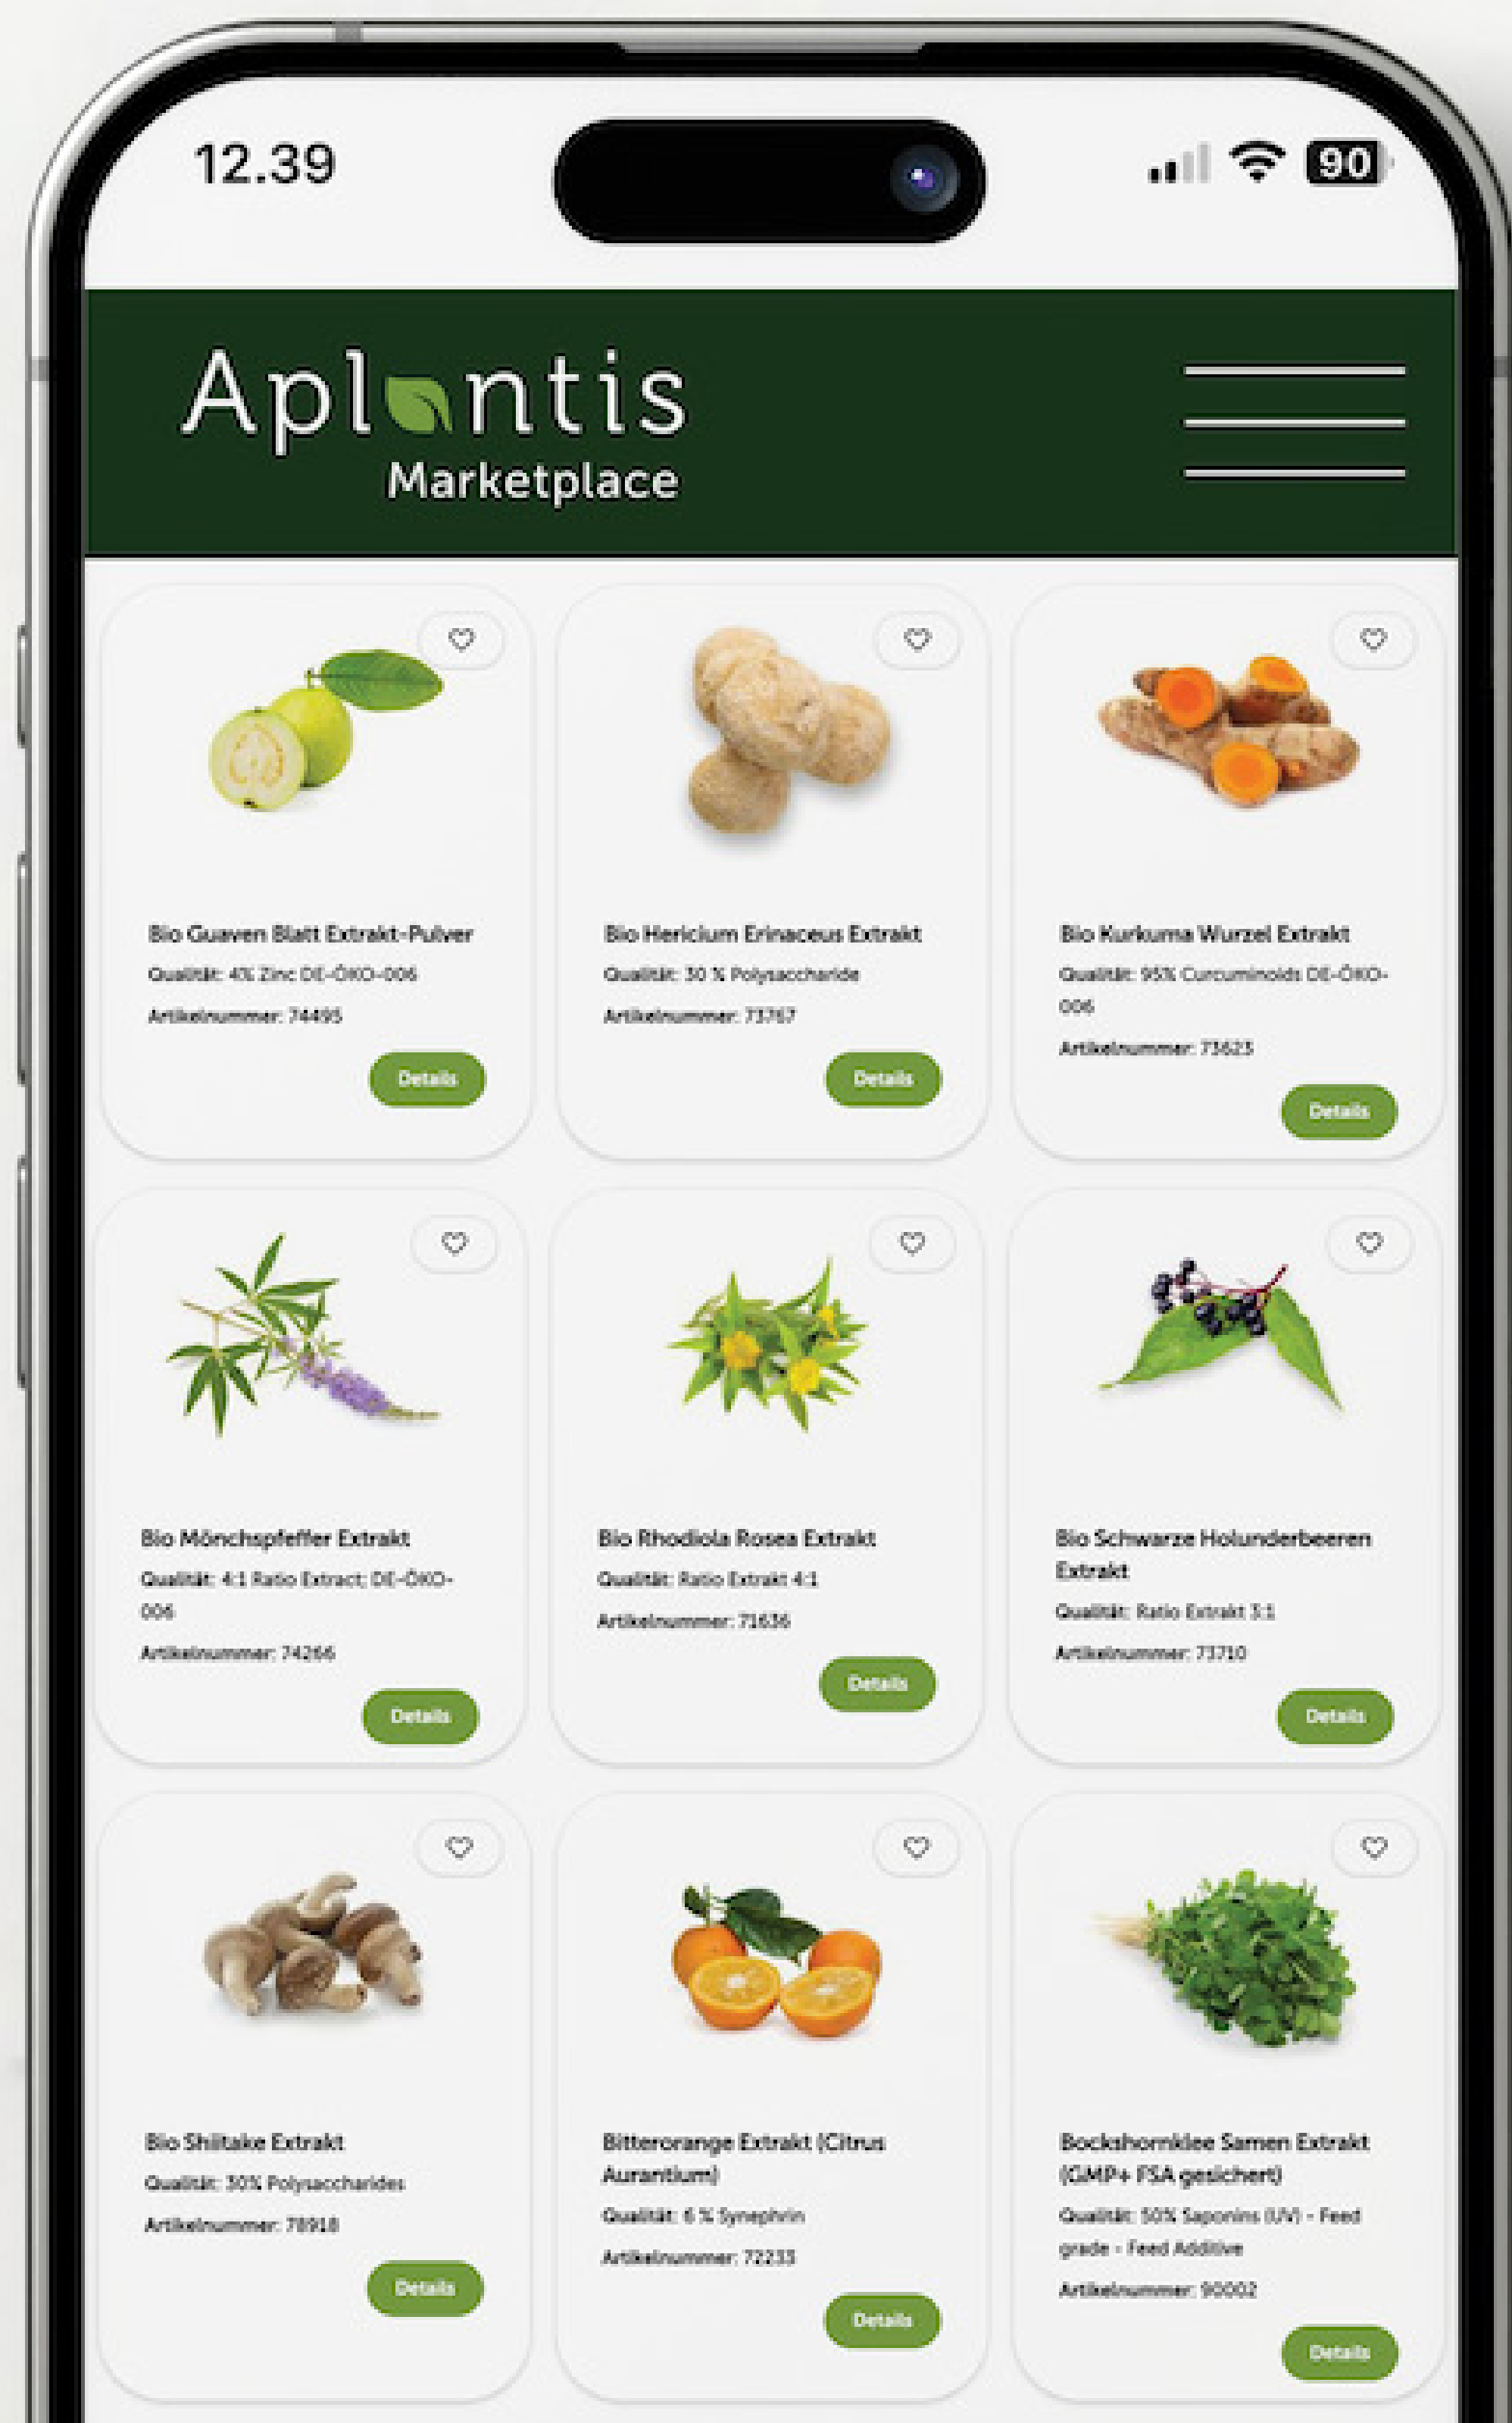 12.39
90
Aplantis
Marketplace
Bio Guaven Blatt Extrakt-Pulver
Qualität: 4% Zinc DE-ÖKO-006
Artikelnummer: 74495
Details
Bio Hericium Erinaceus Extrakt
Qualität: 30 % Polysaccharide
Artikelnummer: 73767
Details
Bio Kurkuma Wurzel Extrakt
Qualität: 95% Curcuminoids DE-ÖKO-
006
Artikelnummer: 73623
Details
Bio Mönchspfeffer Extrakt
Qualität: 4:1 Ratio Extract; DE-ÖKO-
006
Artikelnummer: 74266
Details
Bio Rhodiola Rosea Extrakt
Qualität: Ratio Extrakt 4:1
Artikelnummer: 71636
Details
Bio Schwarze Holunderbeeren
Extrakt
Qualität: Ratio Extrakt 3:1
Artikelnummer: 73710
Details
Bio Shiitake Extrakt
Qualität: 30% Polysaccharides
Artikelnummer: 78918
Details
Bitterorange Extrakt (Citrus
Aurantium)
Qualität: 6 % Synephrin
Artikelnummer: 72233
Details
Bockshornklee Samen Extrakt
(GMP+ FSA gesichert)
Qualität: 50% Saponins (UV) - Feed
grade - Feed Additive
Artikelnummer: 90002
Details